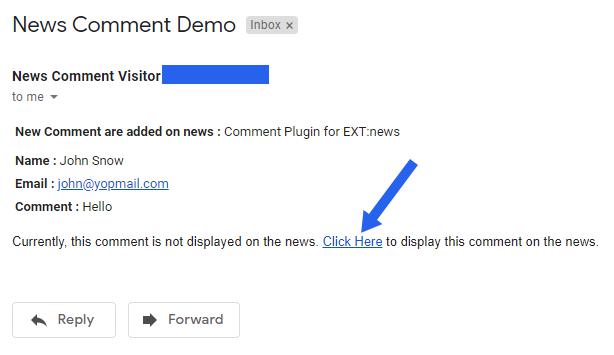 News Comment Demo Inbox ×
News Comment Visitor
to me
New Comment are added on news : Comment Plugin for EXT:news
Name : John Snow
Email : john@yopmail.com
Comment : Hello
Currently, this comment is not displayed on the news. Click Here to display this comment on the news.
Reply Forward